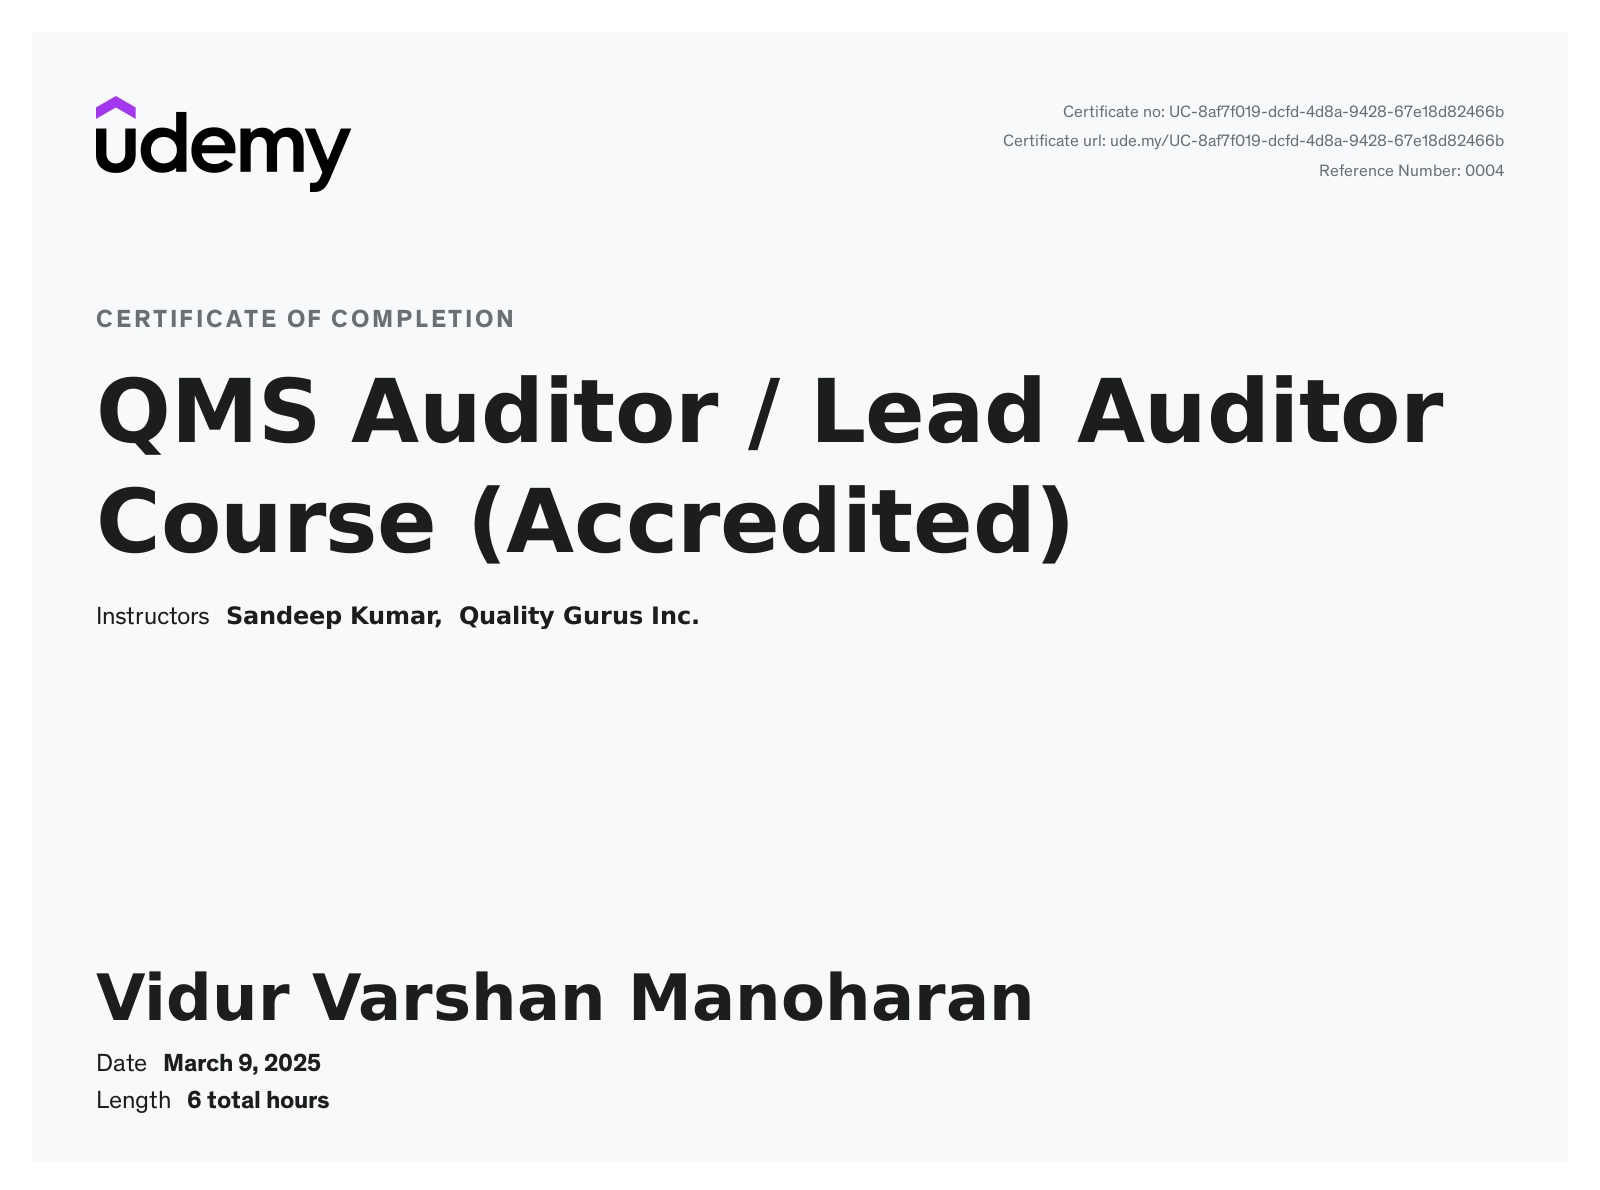 udemy
Certificate no: UC-8af7f019-dcfd-4d8a-9428-67e18d82466b
Certificate url: ude.my/UC-8af7f019-dcfd-4d8a-9428-67e18d82466b
Reference Number: 0004
CERTIFICATE OF COMPLETION
QMS Auditor / Lead Auditor
Course (Accredited)
Instructors Sandeep Kumar, Quality Gurus Inc.
Vidur Varshan Manoharan
Date March 9, 2025
Length 6 total hours